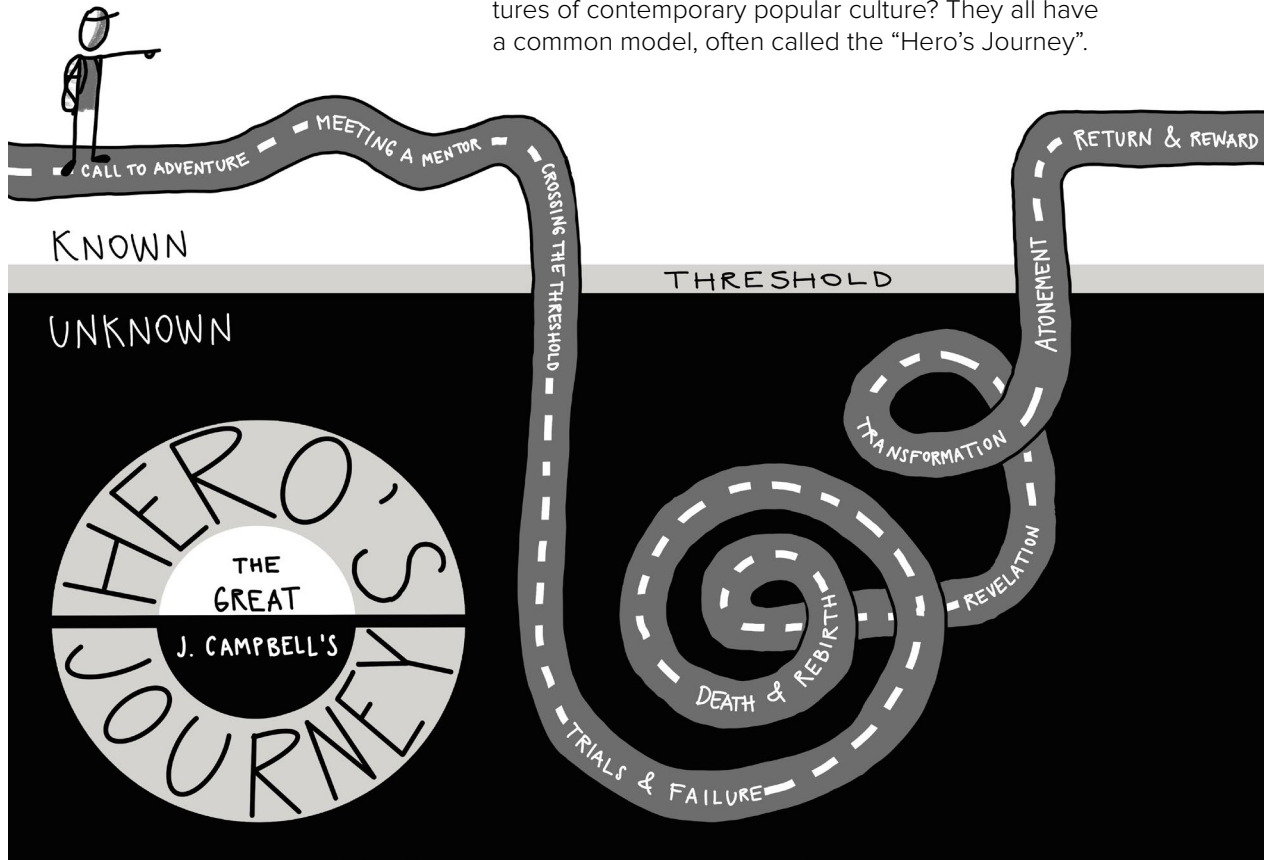 tures of contemporary popular culture? They all have
a common model, often called the “Hero’s Journey”.
CALL TO ADVENTURE
MEETING A MENTOR
CROSSING THE THRESHOLD
RETURN & REWARD
KNOWN
THRESHOLD
UNKNOWN
ATONEMENT
TRANSFORMATION
REVELATION
DEATH & REBIRTH
TRIALS & FAILURE
HERO'S
THE
GREAT
J. CAMPBELL'S
JOURNEY